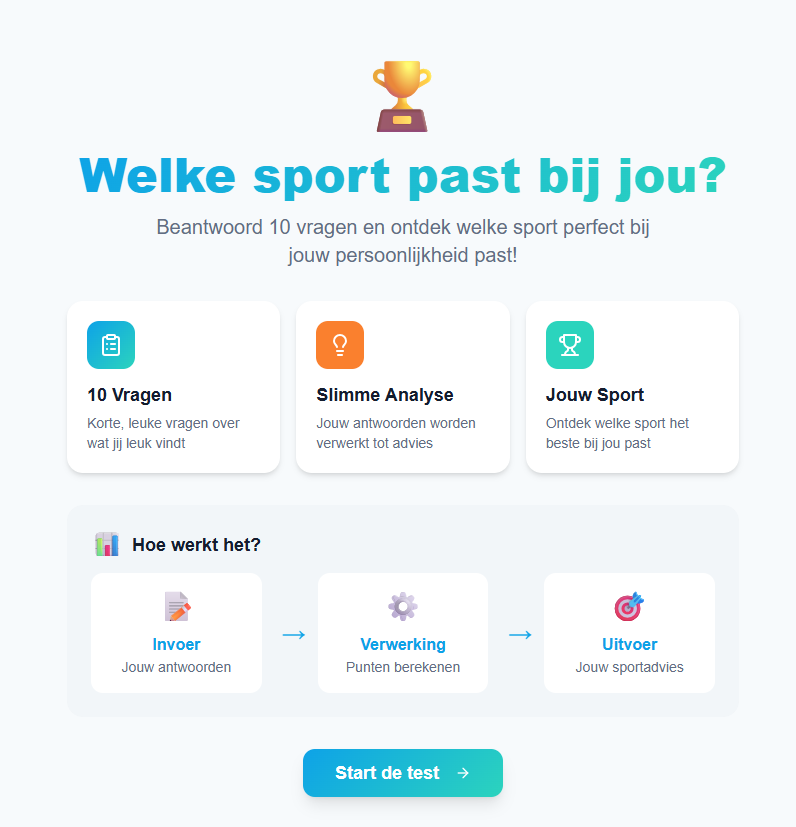 Welke sport past bij jou?
Beantwoord 10 vragen en ontdek welke sport perfect bij
jouw persoonlijkheid past!
10 Vragen
Korte, leuke vragen over
wat jij leuk vindt
Slimme Analyse
Jouw antwoorden worden
verwerkt tot advies
Jouw Sport
Ontdek welke sport het
beste bij jou past
Hoe werkt het?
Invoer
Jouw antwoorden
→
Verwerking
Punten berekenen
→
Uitvoer
Jouw sportadvies
Start de test →